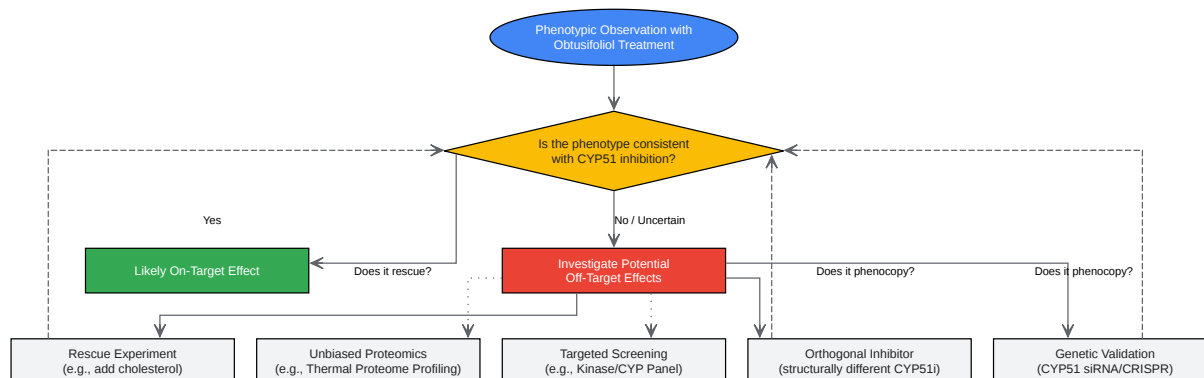 Phenotypic Observation with
Obtusifoliol Treatment
Is the phenotype consistent
with CYP51 inhibition?
Yes
No / Uncertain
Likely On-Target Effect
Does it rescue?
Investigate Potential
Off-Target Effects
Does it phenocopy?
Does it phenocopy?
Rescue Experiment
(e.g., add cholesterol)
Unbiased Proteomics
(e.g., Thermal Proteome Profiling)
Targeted Screening
(e.g., Kinase/CYP Panel)
Orthogonal Inhibitor
(structurally different CYP51i)
Genetic Validation
(CYP51 siRNA/CRISPR)